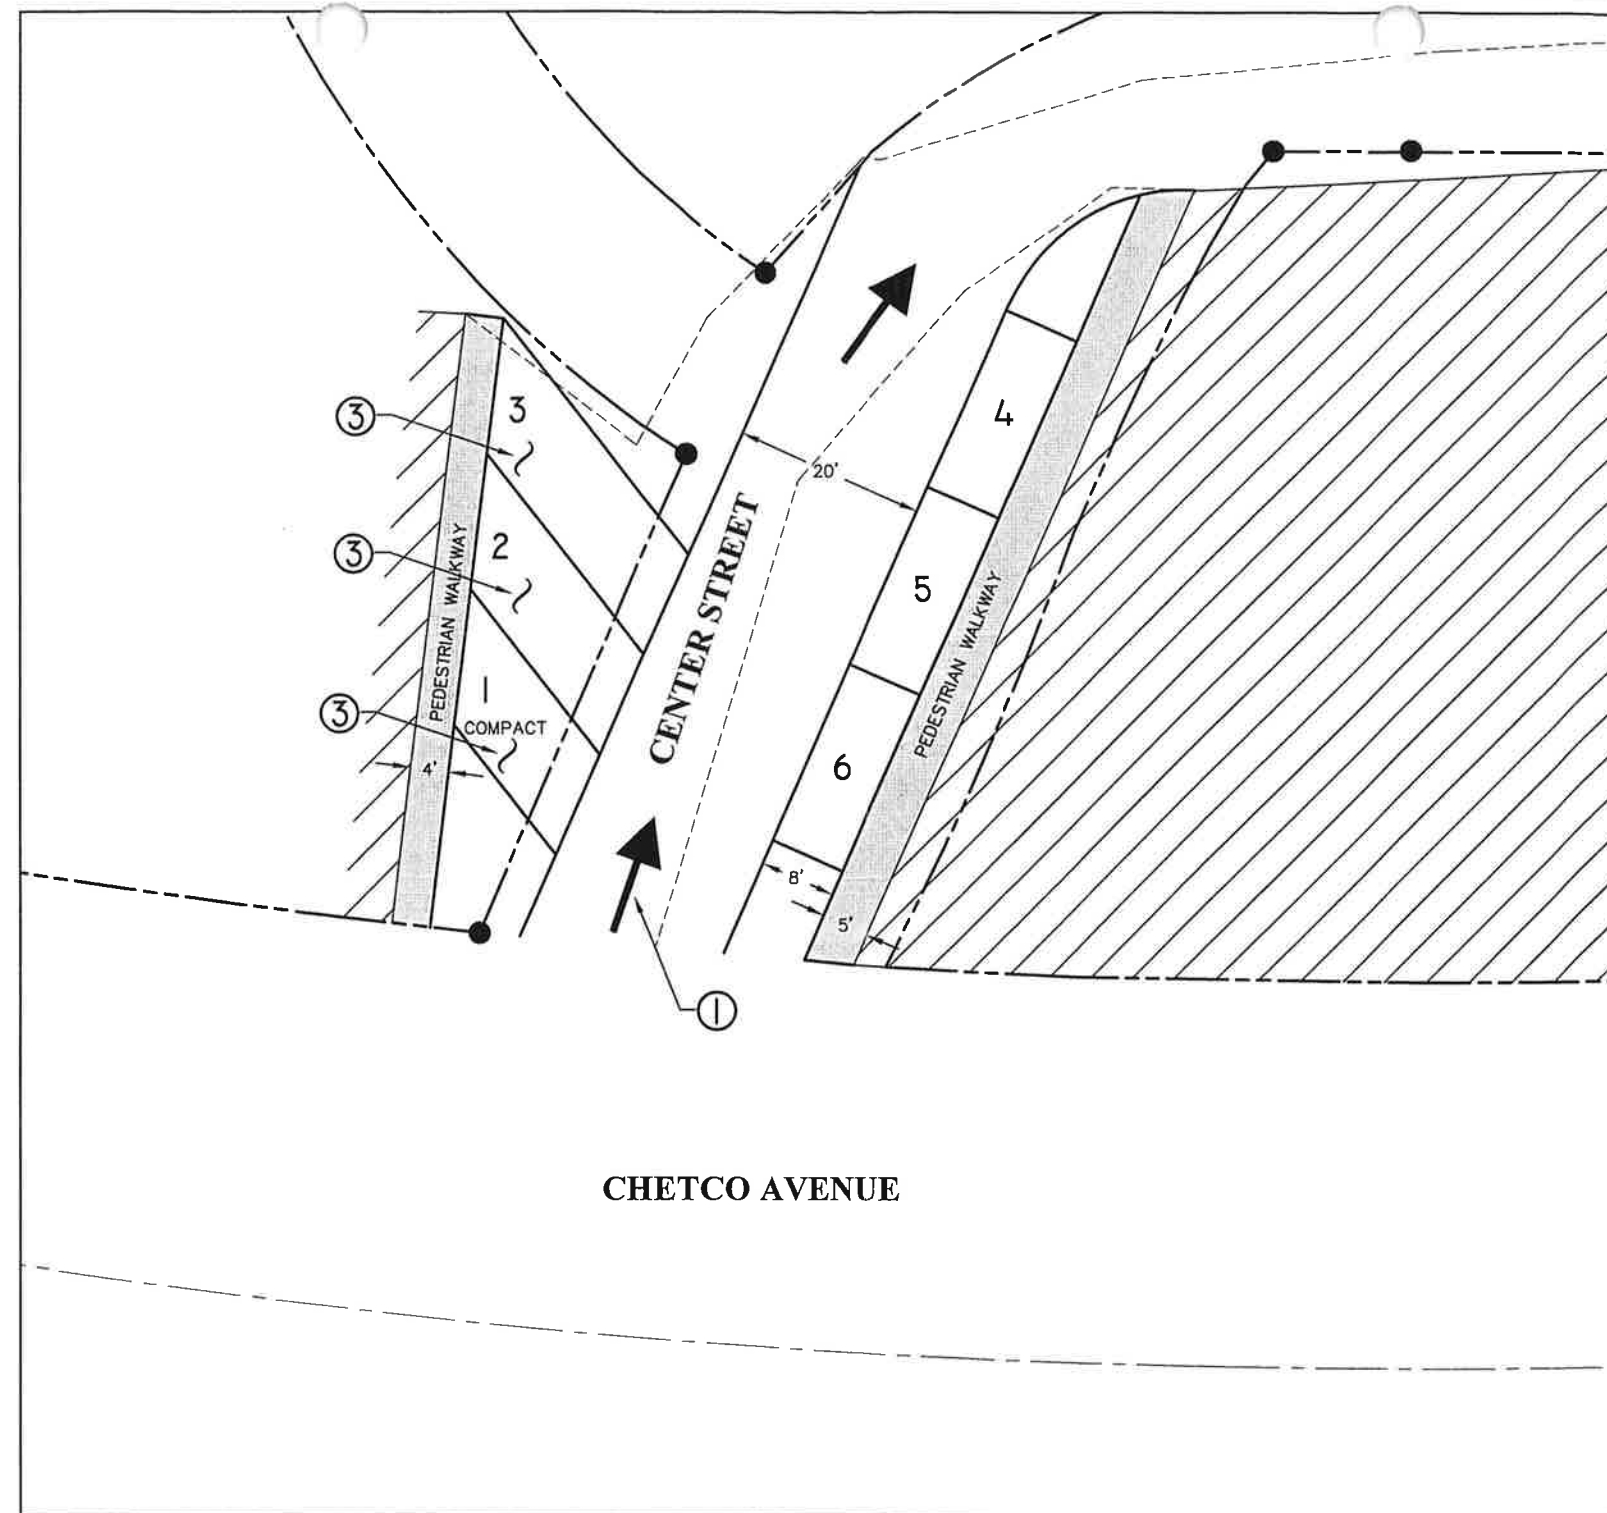 3
③
4
20'
2
③
5
PEDESTRIAN WALKWAY
CENTER STREET
PEDESTRIAN WALKWAY
1
COMPACT
③
4'
6
8'
5'
①
CHETCO AVENUE